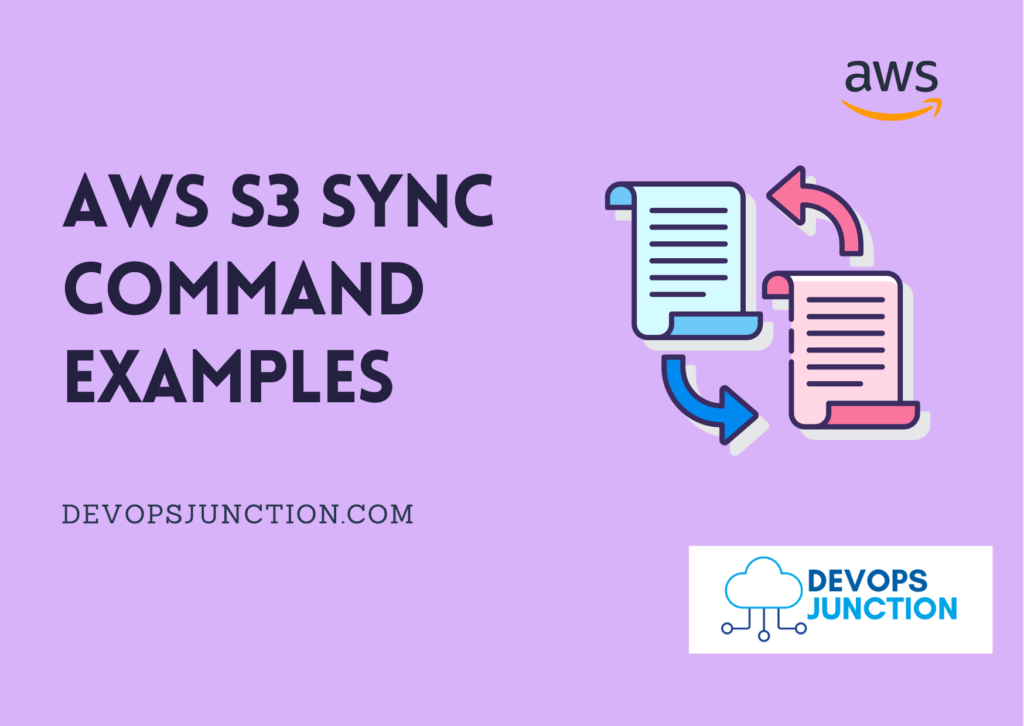 aws
AWS S3 SYNC
COMMAND
EXAMPLES
DEVOPSJUNCTION.COM
DEVOPS
JUNCTION